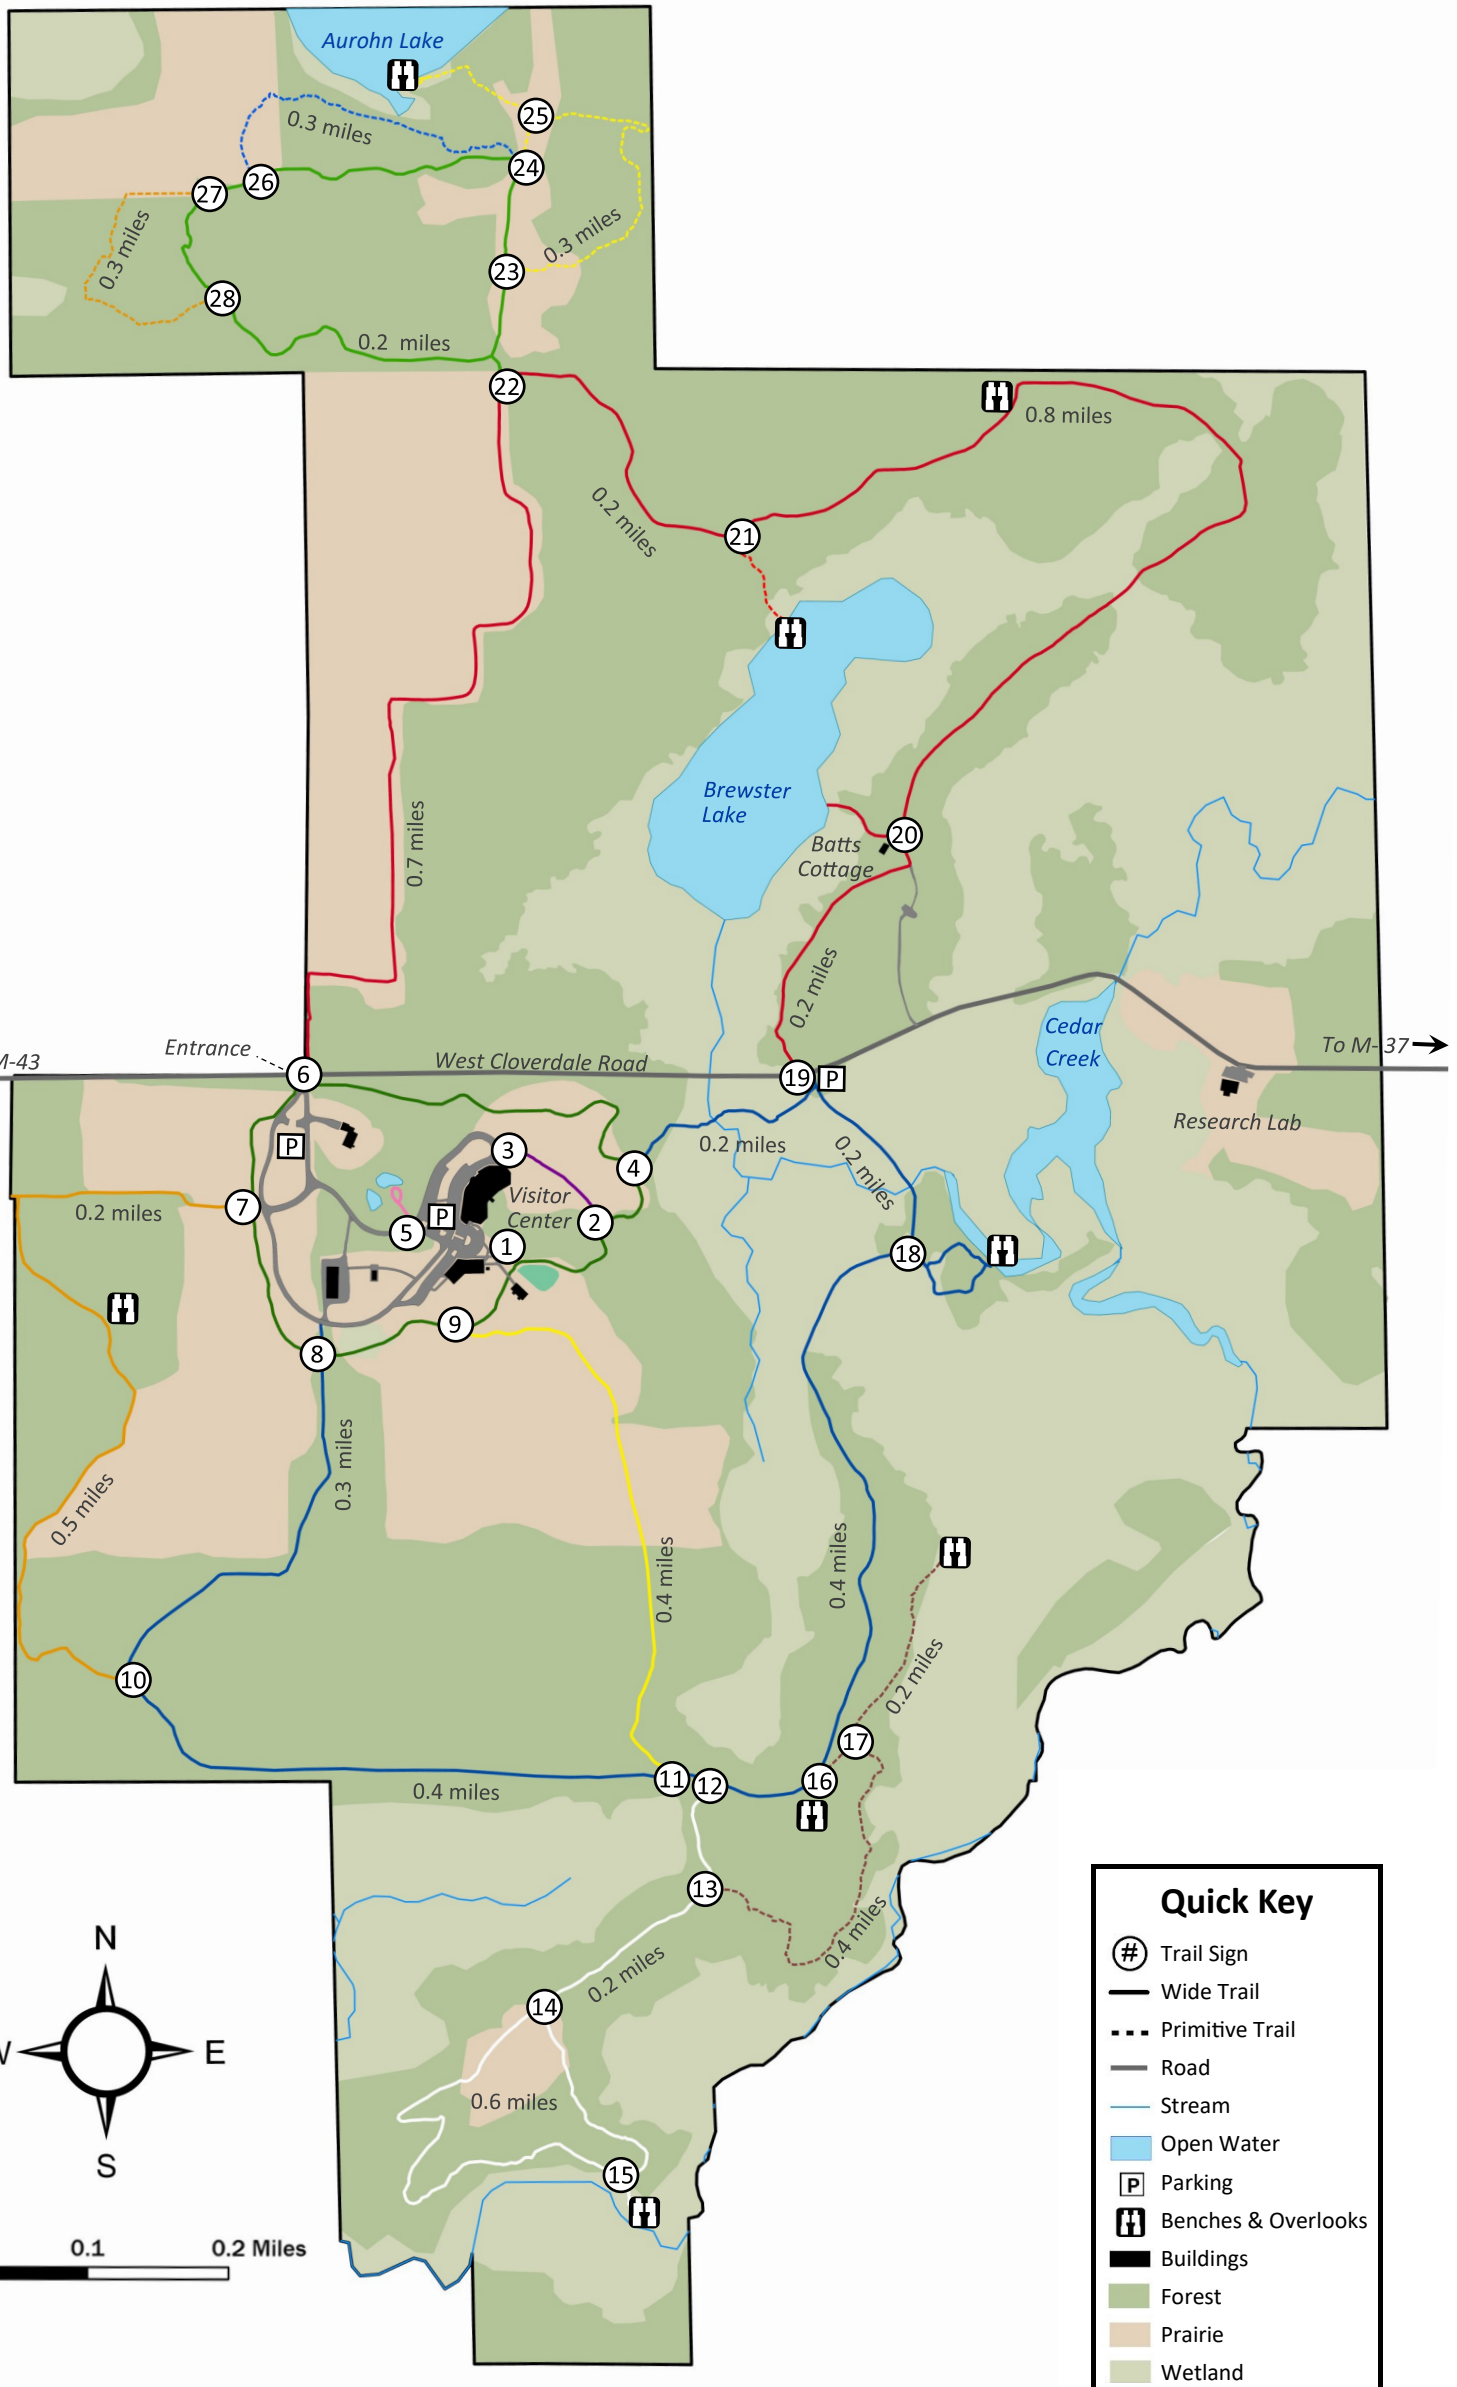 Aurohn Lake
25
0.3 miles
24
26
27
0.3 miles
0.3 miles
23
28
0.2 miles
22
0.8 miles
0.2 miles
21
Brewster
Lake
0.7 miles
20
Batts
Cottage
0.2 miles
Cedar
Creek
Entrance
M-43
West Cloverdale Road
To M-37
6
19
P
Research Lab
P
3
0.2 miles
0.2 miles
4
7
0.2 miles
Visitor
Center
P
2
5
1
18
9
8
0.3 miles
0.5 miles
0.4 miles
0.4 miles
0.2 miles
10
17
11
12
16
0.4 miles
13
0.4 miles
0.2 miles
14
0.6 miles
15
N
W
E
S
0.1
0.2 Miles
Quick Key
# Trail Sign
Wide Trail
Primitive Trail
Road
Stream
Open Water
P Parking
Benches & Overlooks
Buildings
Forest
Prairie
Wetland